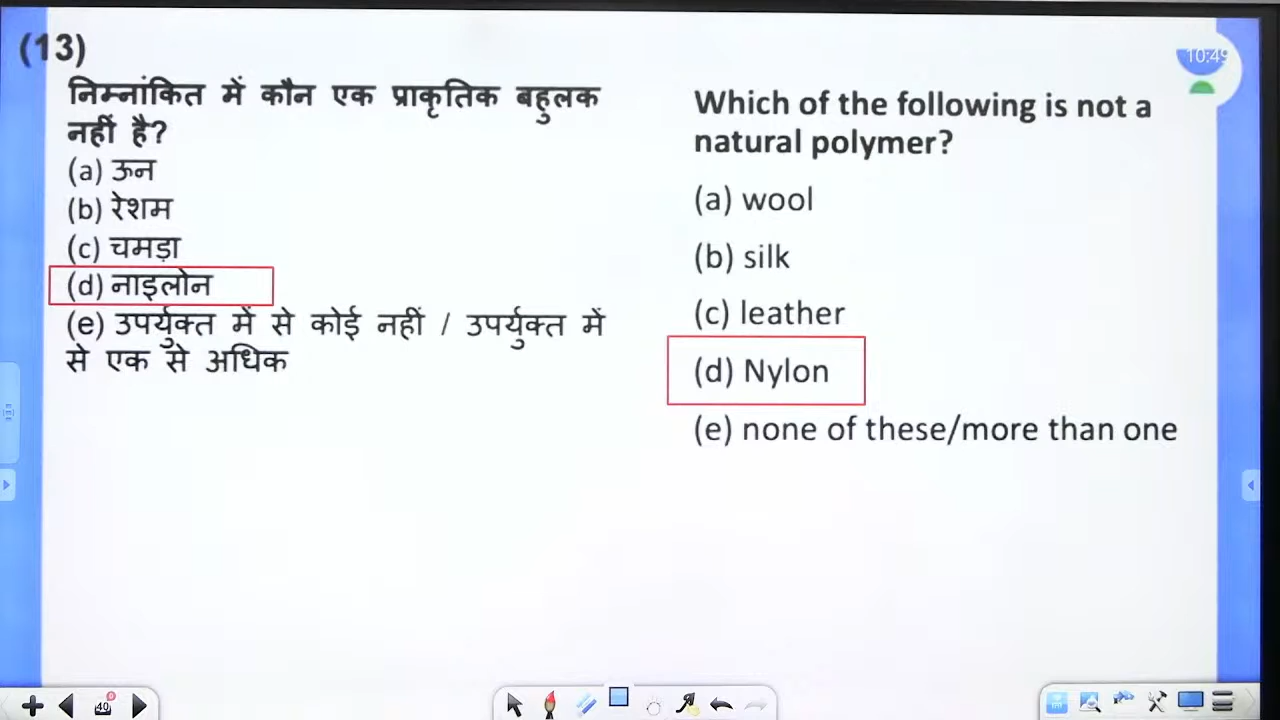 (13)
निम्नांकित में कौन एक प्राकृतिक बहुलक
नहीं है?
(a) ऊन
(b) रेशम
(c) चमड़ा
(d) नाइलोन
(e) उपर्युक्त में से कोई नहीं / उपर्युक्त में
से एक से अधिक
10:49
Which of the following is not a
natural polymer?
(a) wool
(b) silk
(c) leather
(d) Nylon
(e) none of these/more than one
40